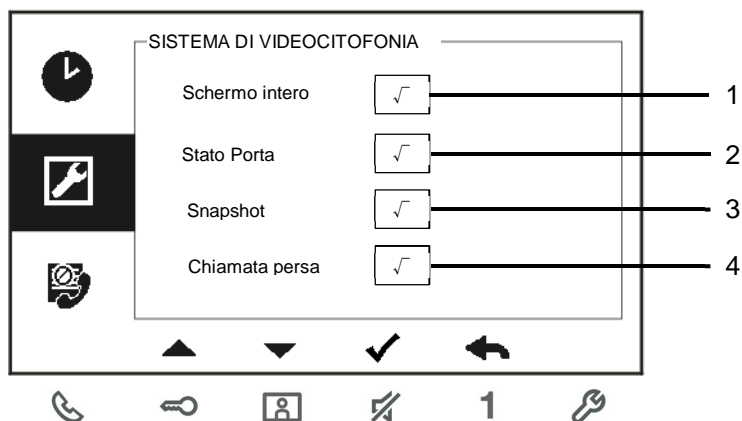 SISTEMA DI VIDEOCITOFONIA
Schermo intero √ 1
Stato Porta √ 2
Snapshot √ 3
Chiamata persa √ 4
1